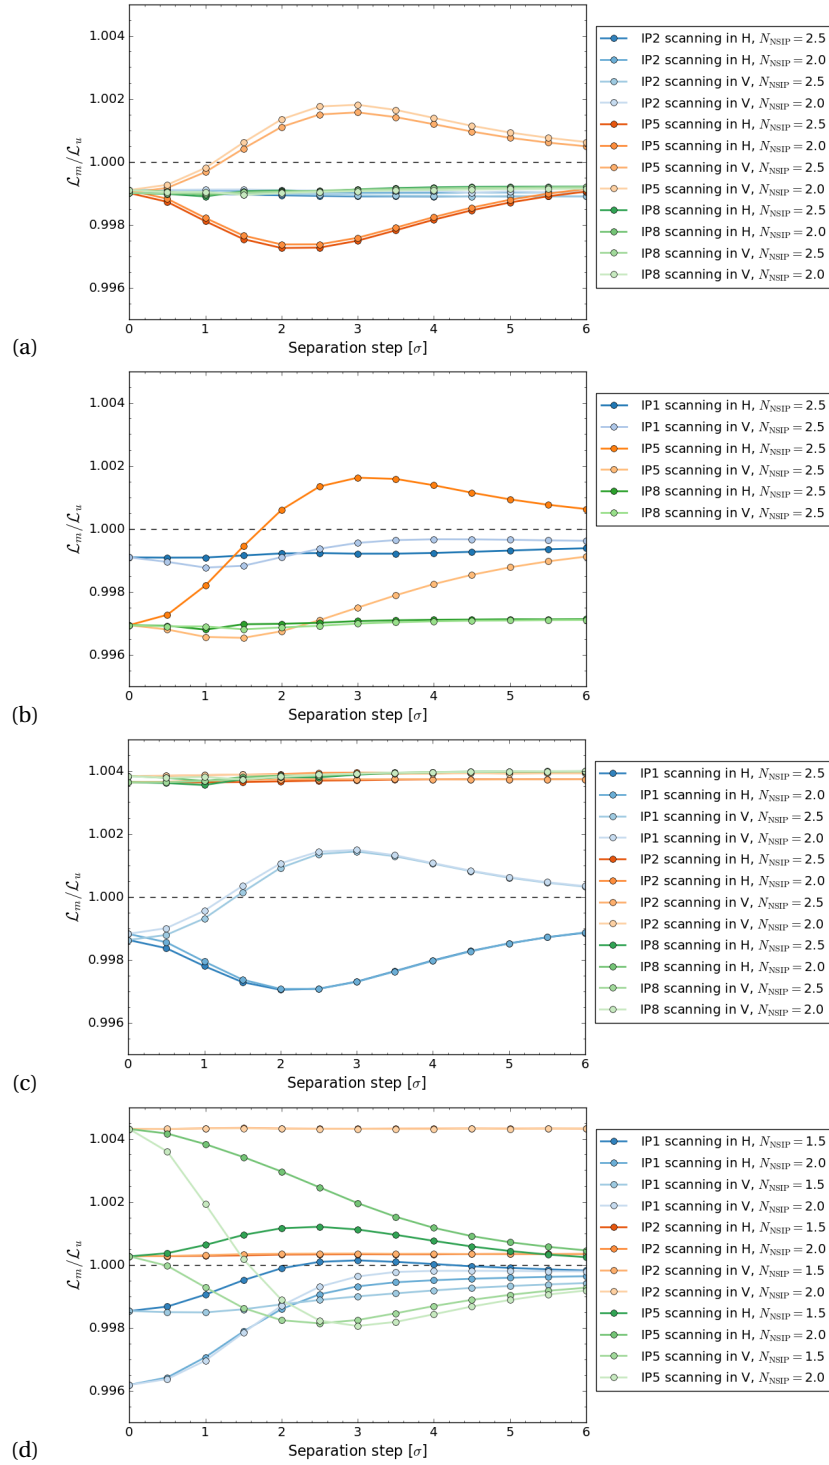 1.004
1.002
1.000
0.998
0.996
ℒm/ℒu
0 1 2 3 4 5 6
Separation step [σ]
IP2 scanning in H, NNSIP = 2.5
IP2 scanning in H, NNSIP = 2.0
IP2 scanning in V, NNSIP = 2.5
IP2 scanning in V, NNSIP = 2.0
IP5 scanning in H, NNSIP = 2.5
IP5 scanning in H, NNSIP = 2.0
IP5 scanning in V, NNSIP = 2.5
IP5 scanning in V, NNSIP = 2.0
IP8 scanning in H, NNSIP = 2.5
IP8 scanning in H, NNSIP = 2.0
IP8 scanning in V, NNSIP = 2.5
IP8 scanning in V, NNSIP = 2.0
(a)
1.004
1.002
1.000
0.998
0.996
ℒm/ℒu
0 1 2 3 4 5 6
Separation step [σ]
IP1 scanning in H, NNSIP = 2.5
IP1 scanning in V, NNSIP = 2.5
IP5 scanning in H, NNSIP = 2.5
IP5 scanning in V, NNSIP = 2.5
IP8 scanning in H, NNSIP = 2.5
IP8 scanning in V, NNSIP = 2.5
(b)
1.004
1.002
1.000
0.998
0.996
ℒm/ℒu
0 1 2 3 4 5 6
Separation step [σ]
IP1 scanning in H, NNSIP = 2.5
IP1 scanning in H, NNSIP = 2.0
IP1 scanning in V, NNSIP = 2.5
IP1 scanning in V, NNSIP = 2.0
IP2 scanning in H, NNSIP = 2.5
IP2 scanning in H, NNSIP = 2.0
IP2 scanning in V, NNSIP = 2.5
IP2 scanning in V, NNSIP = 2.0
IP8 scanning in H, NNSIP = 2.5
IP8 scanning in H, NNSIP = 2.0
IP8 scanning in V, NNSIP = 2.5
IP8 scanning in V, NNSIP = 2.0
(c)
1.004
1.002
1.000
0.998
0.996
ℒm/ℒu
0 1 2 3 4 5 6
Separation step [σ]
IP1 scanning in H, NNSIP = 1.5
IP1 scanning in H, NNSIP = 2.0
IP1 scanning in V, NNSIP = 1.5
IP1 scanning in V, NNSIP = 2.0
IP2 scanning in H, NNSIP = 1.5
IP2 scanning in H, NNSIP = 2.0
IP2 scanning in V, NNSIP = 1.5
IP2 scanning in V, NNSIP = 2.0
IP5 scanning in H, NNSIP = 1.5
IP5 scanning in H, NNSIP = 2.0
IP5 scanning in V, NNSIP = 1.5
IP5 scanning in V, NNSIP = 2.0
(d)